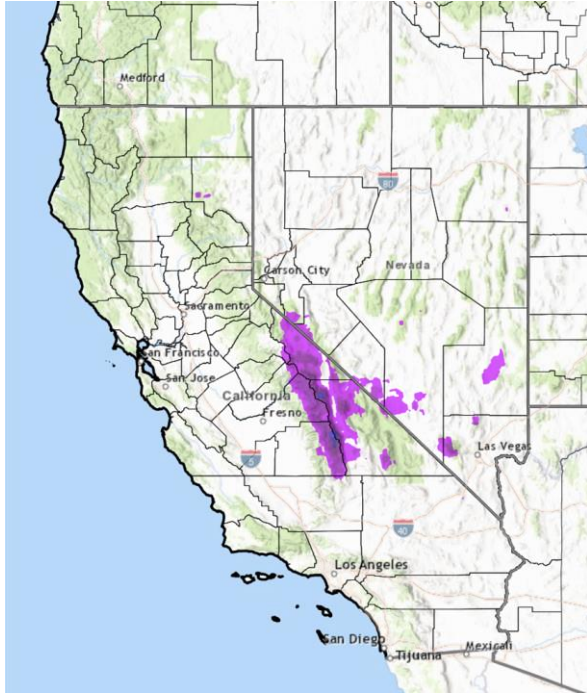 Medford
80
Nevada
Carson City
Sacramento
San Francisco
San Jose
California
Fresno
5
Las Vegas
40
Los Angeles
San Diego
Mexicali
Tijuana